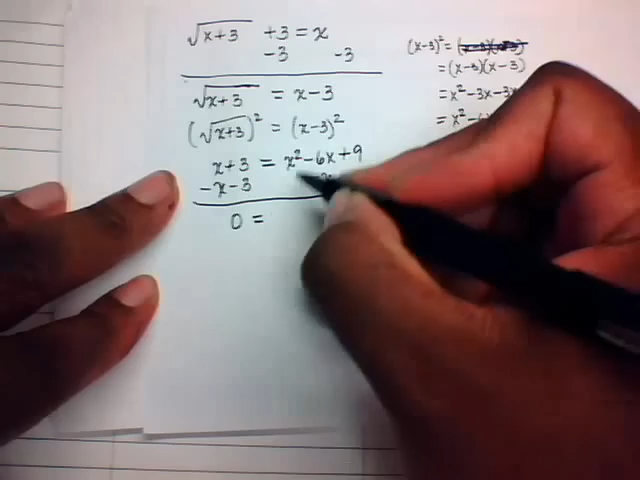 √x+3 +3 = x
-3 -3
√x+3 = x-3
(√x+3)² = (x-3)²
x+3 = x²-6x+9
-x-3
0 =
(x-3)² =
= (x-3)(x-3)
= x²-3x-3x
= x²-6x